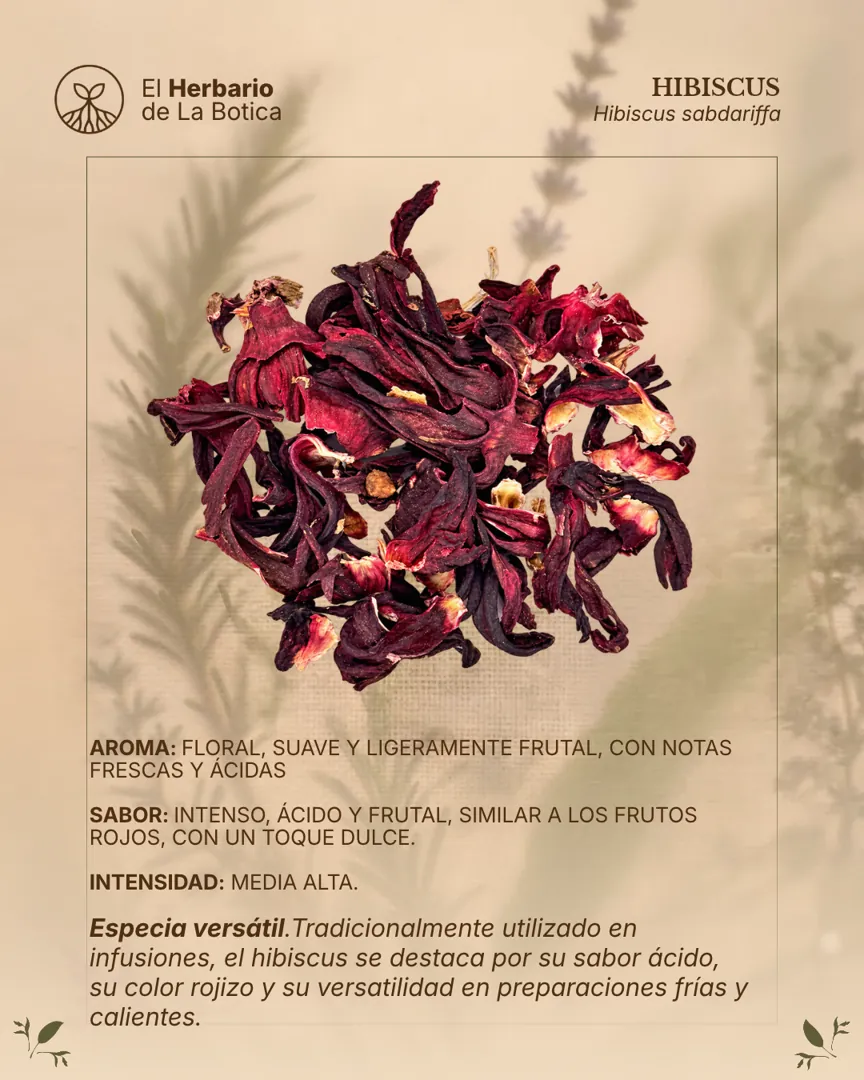 El Herbario
de La Botica
HIBISCUS
Hibiscus sabdariffa
AROMA: FLORAL, SUAVE Y LIGERAMENTE FRUTAL, CON NOTAS
FRESCAS Y ÁCIDAS
SABOR: INTENSO, ÁCIDO Y FRUTAL, SIMILAR A LOS FRUTOS
ROJOS, CON UN TOQUE DULCE.
INTENSIDAD: MEDIA ALTA.
Especia versátil.Tradicionalmente utilizado en
infusiones, el hibiscus se destaca por su sabor ácido,
su color rojizo y su versatilidad en preparaciones frías y
calientes.